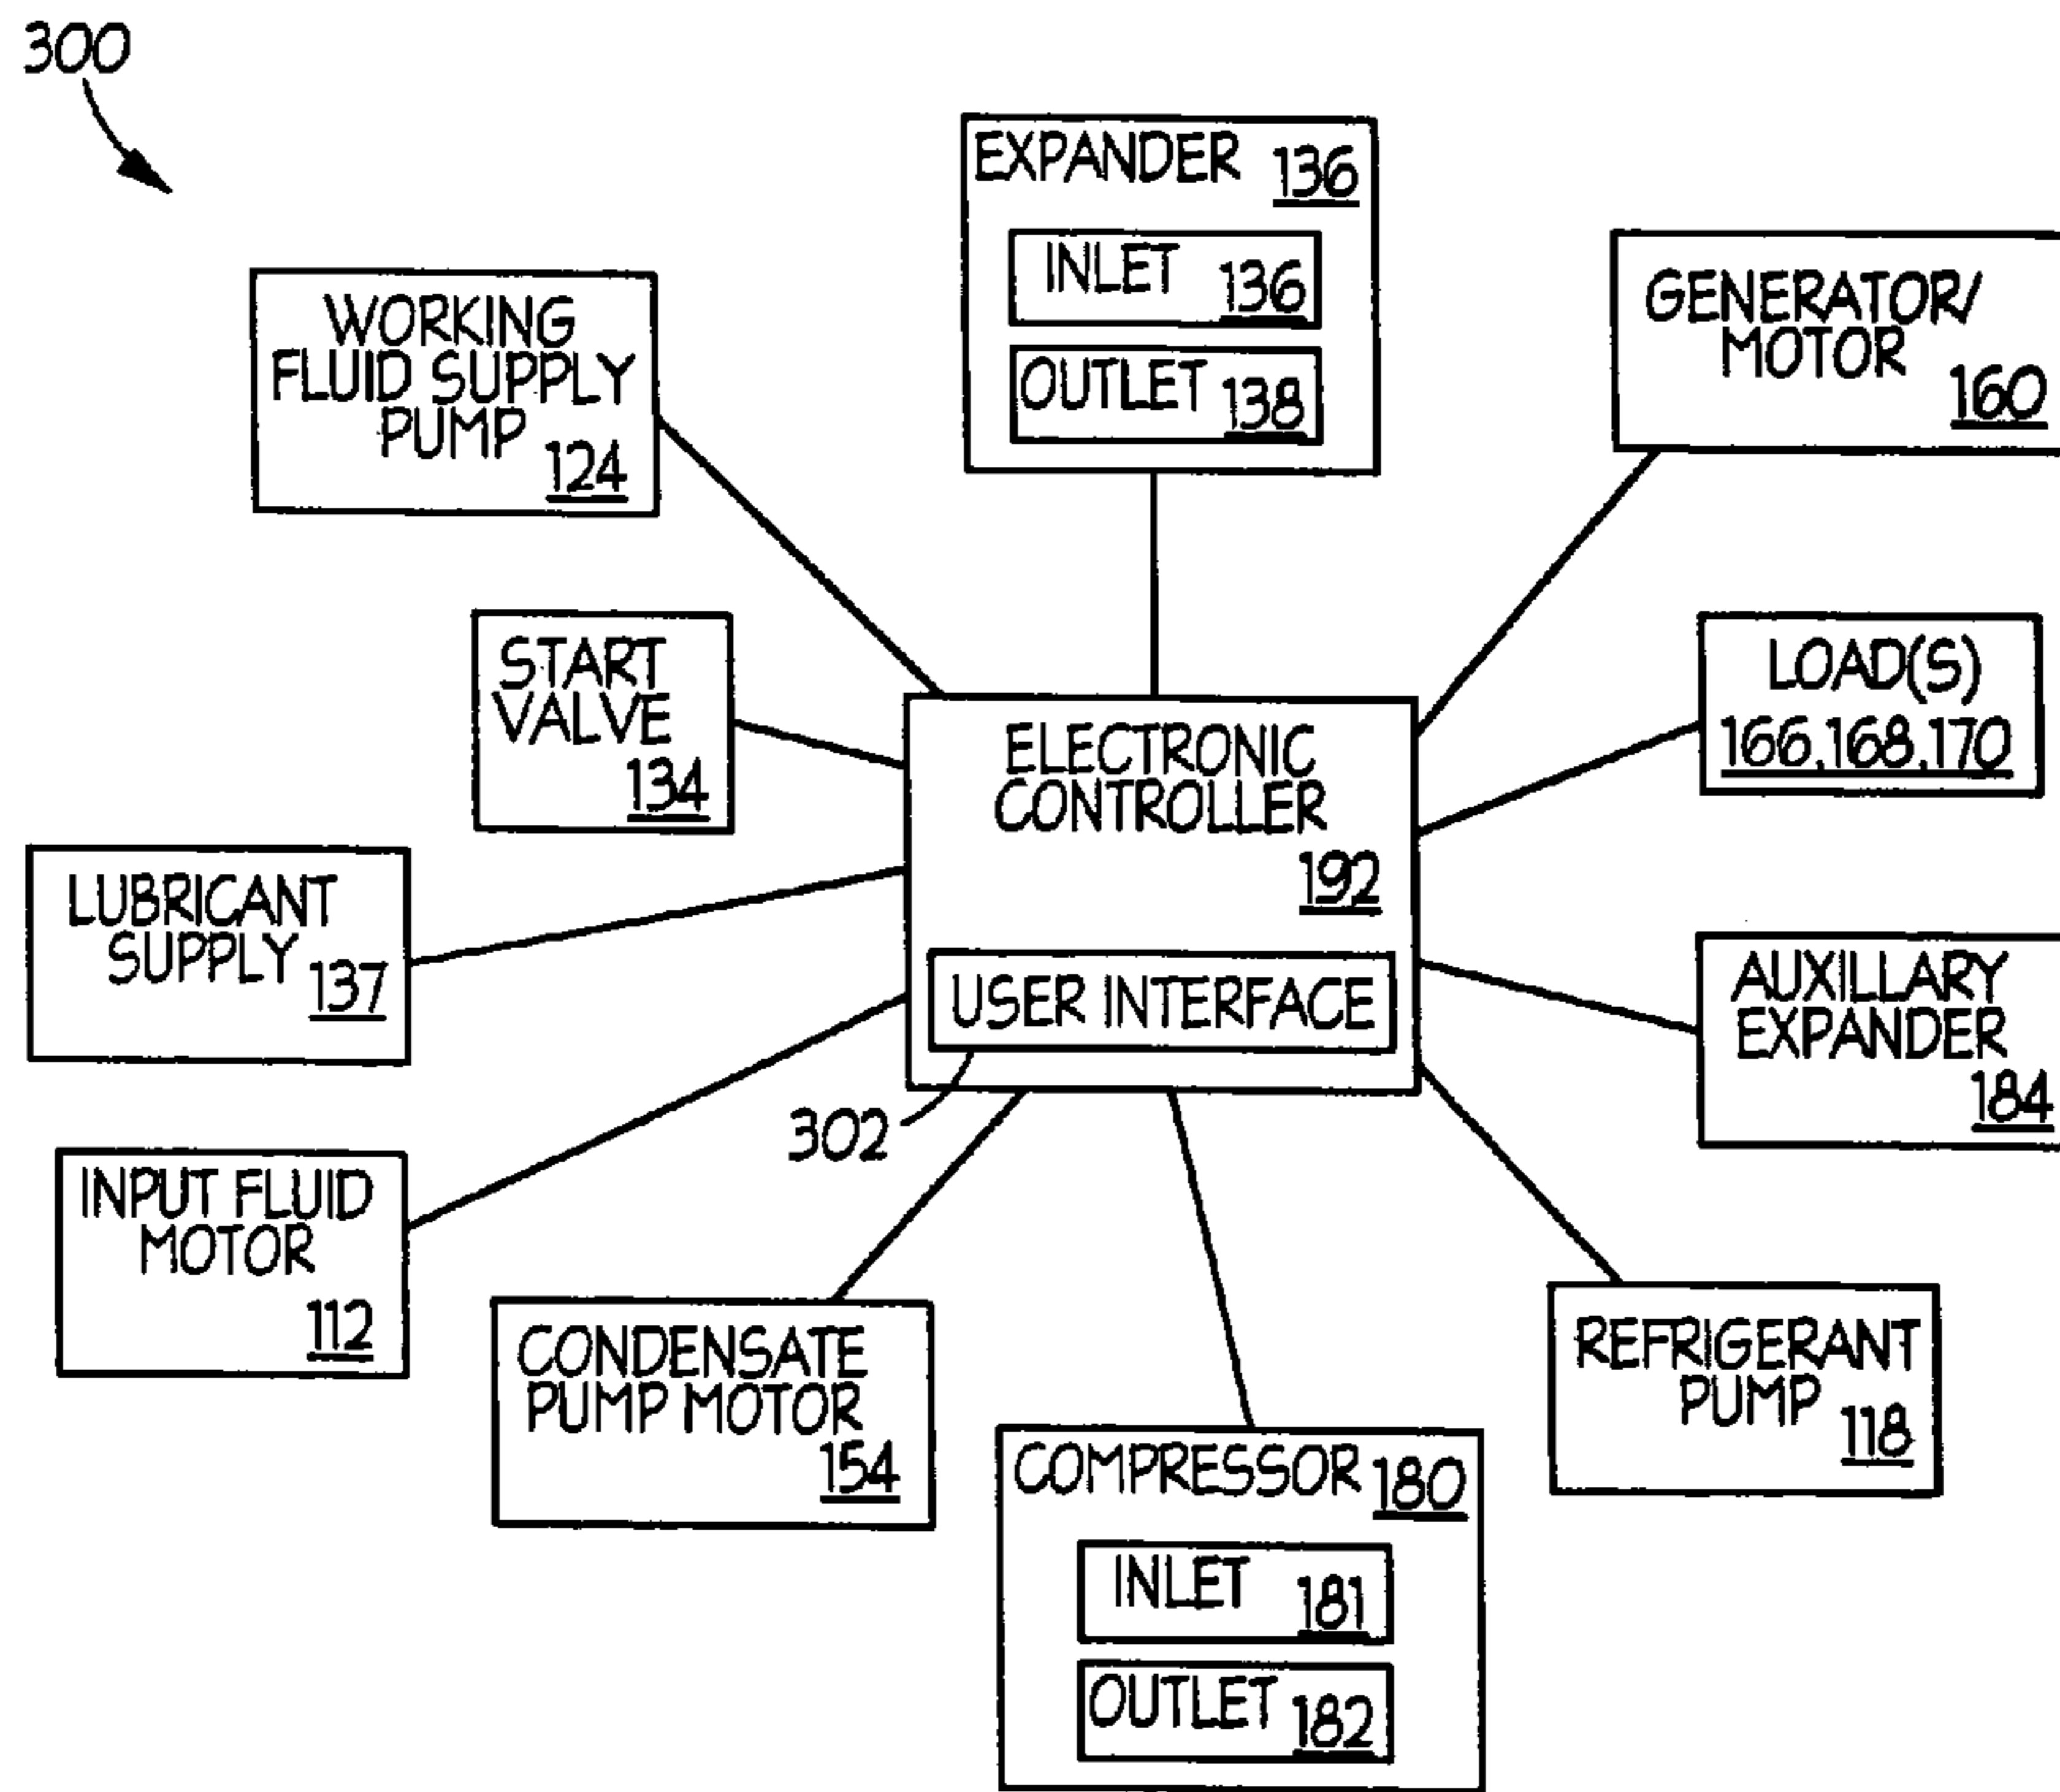 300
EXPANDER 136
INLET 136
OUTLET 138
WORKING
FLUID SUPPLY
PUMP 124
GENERATOR/
MOTOR
160
START
VALVE
134
LOAD(S)
166,168,170
ELECTRONIC
CONTROLLER
192
USER INTERFACE
302
LUBRICANT
SUPPLY 137
AUXILLARY
EXPANDER
184
INPUT FLUID
MOTOR
112
CONDENSATE
PUMP MOTOR
154
REFRIGERANT
PUMP 118
COMPRESSOR 180
INLET 181
OUTLET 182